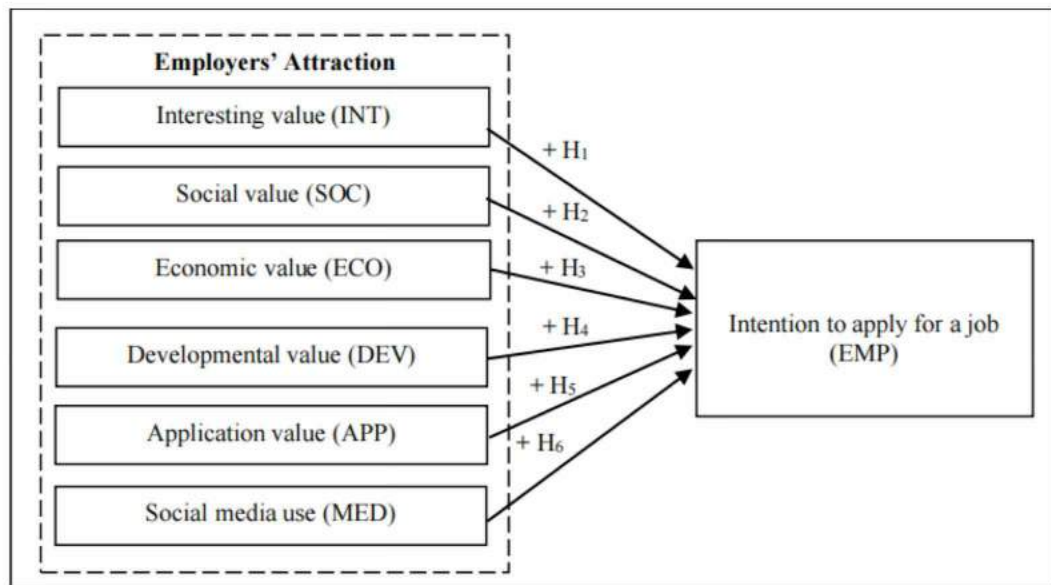 Employers' Attraction
Interesting value (INT)
+ H₁
Social value (SOC)
+ H₂
Economic value (ECO)
+ H₃
Intention to apply for a job
(EMP)
+ H₄
Developmental value (DEV)
+ H₅
Application value (APP)
+ H₆
Social media use (MED)